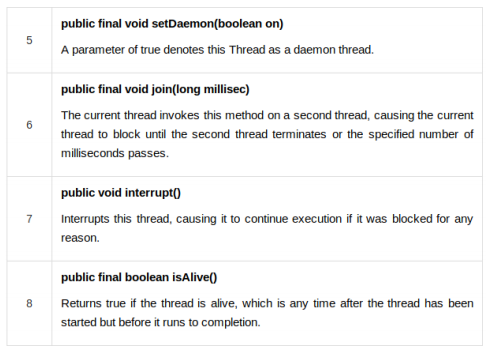 5
public final void setDaemon(boolean on)
A parameter of true denotes this Thread as a daemon thread.
6
public final void join(long millisec)
The current thread invokes this method on a second thread, causing the current
thread to block until the second thread terminates or the specified number of
milliseconds passes.
7
public void interrupt()
Interrupts this thread, causing it to continue execution if it was blocked for any
reason.
8
public final boolean isAlive()
Returns true if the thread is alive, which is any time after the thread has been
started but before it runs to completion.